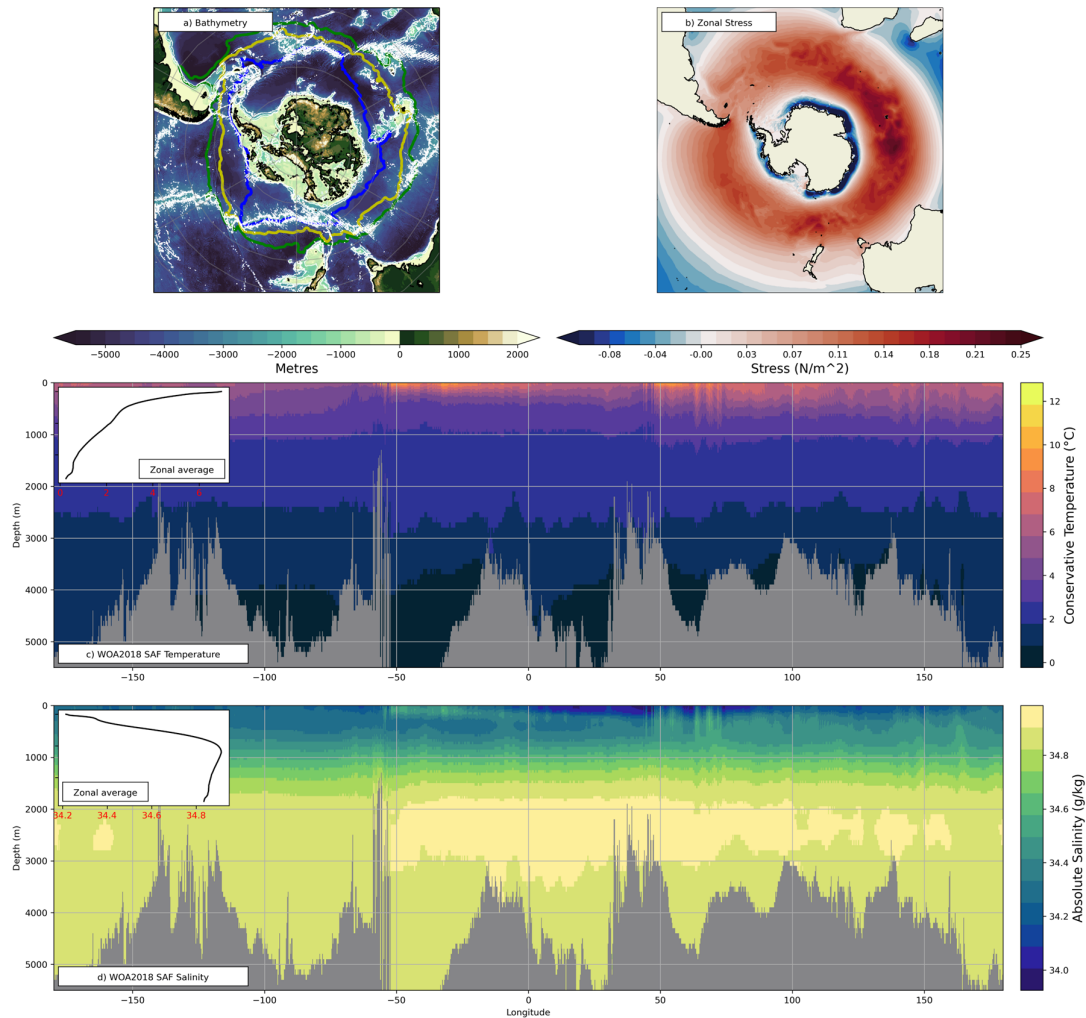 a) Bathymetry
b) Zonal Stress
−5000 −4000 −3000 −2000 −1000 0 1000 2000
Metres
-0.08 -0.04 -0.00 0.03 0.07 0.11 0.14 0.18 0.21 0.25
Stress (N/m^2)
0
1000
2000
3000
4000
5000
Depth (m)
Zonal average
0 2 4 6
c) WOA2018 SAF Temperature
−150 −100 −50 0 50 100 150
12
10
8
6
4
2
0
Conservative Temperature (°C)
0
1000
2000
3000
4000
5000
Depth (m)
Zonal average
34.2 34.4 34.6 34.8
d) WOA2018 SAF Salinity
−150 −100 −50 0 50 100 150
Longitude
34.8
34.6
34.4
34.2
34.0
Absolute Salinity (g/kg)